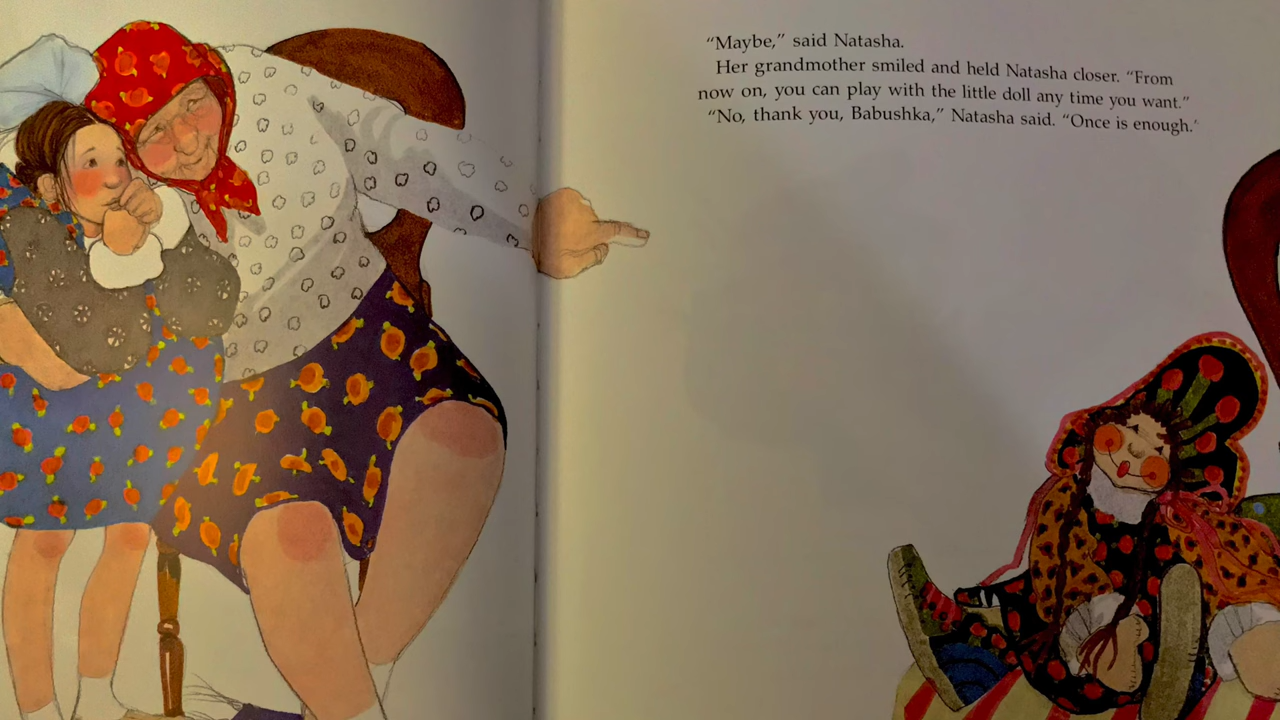 “Maybe,” said Natasha.
Her grandmother smiled and held Natasha closer. “From
now on, you can play with the little doll any time you want.”
“No, thank you, Babushka,” Natasha said. “Once is enough.”